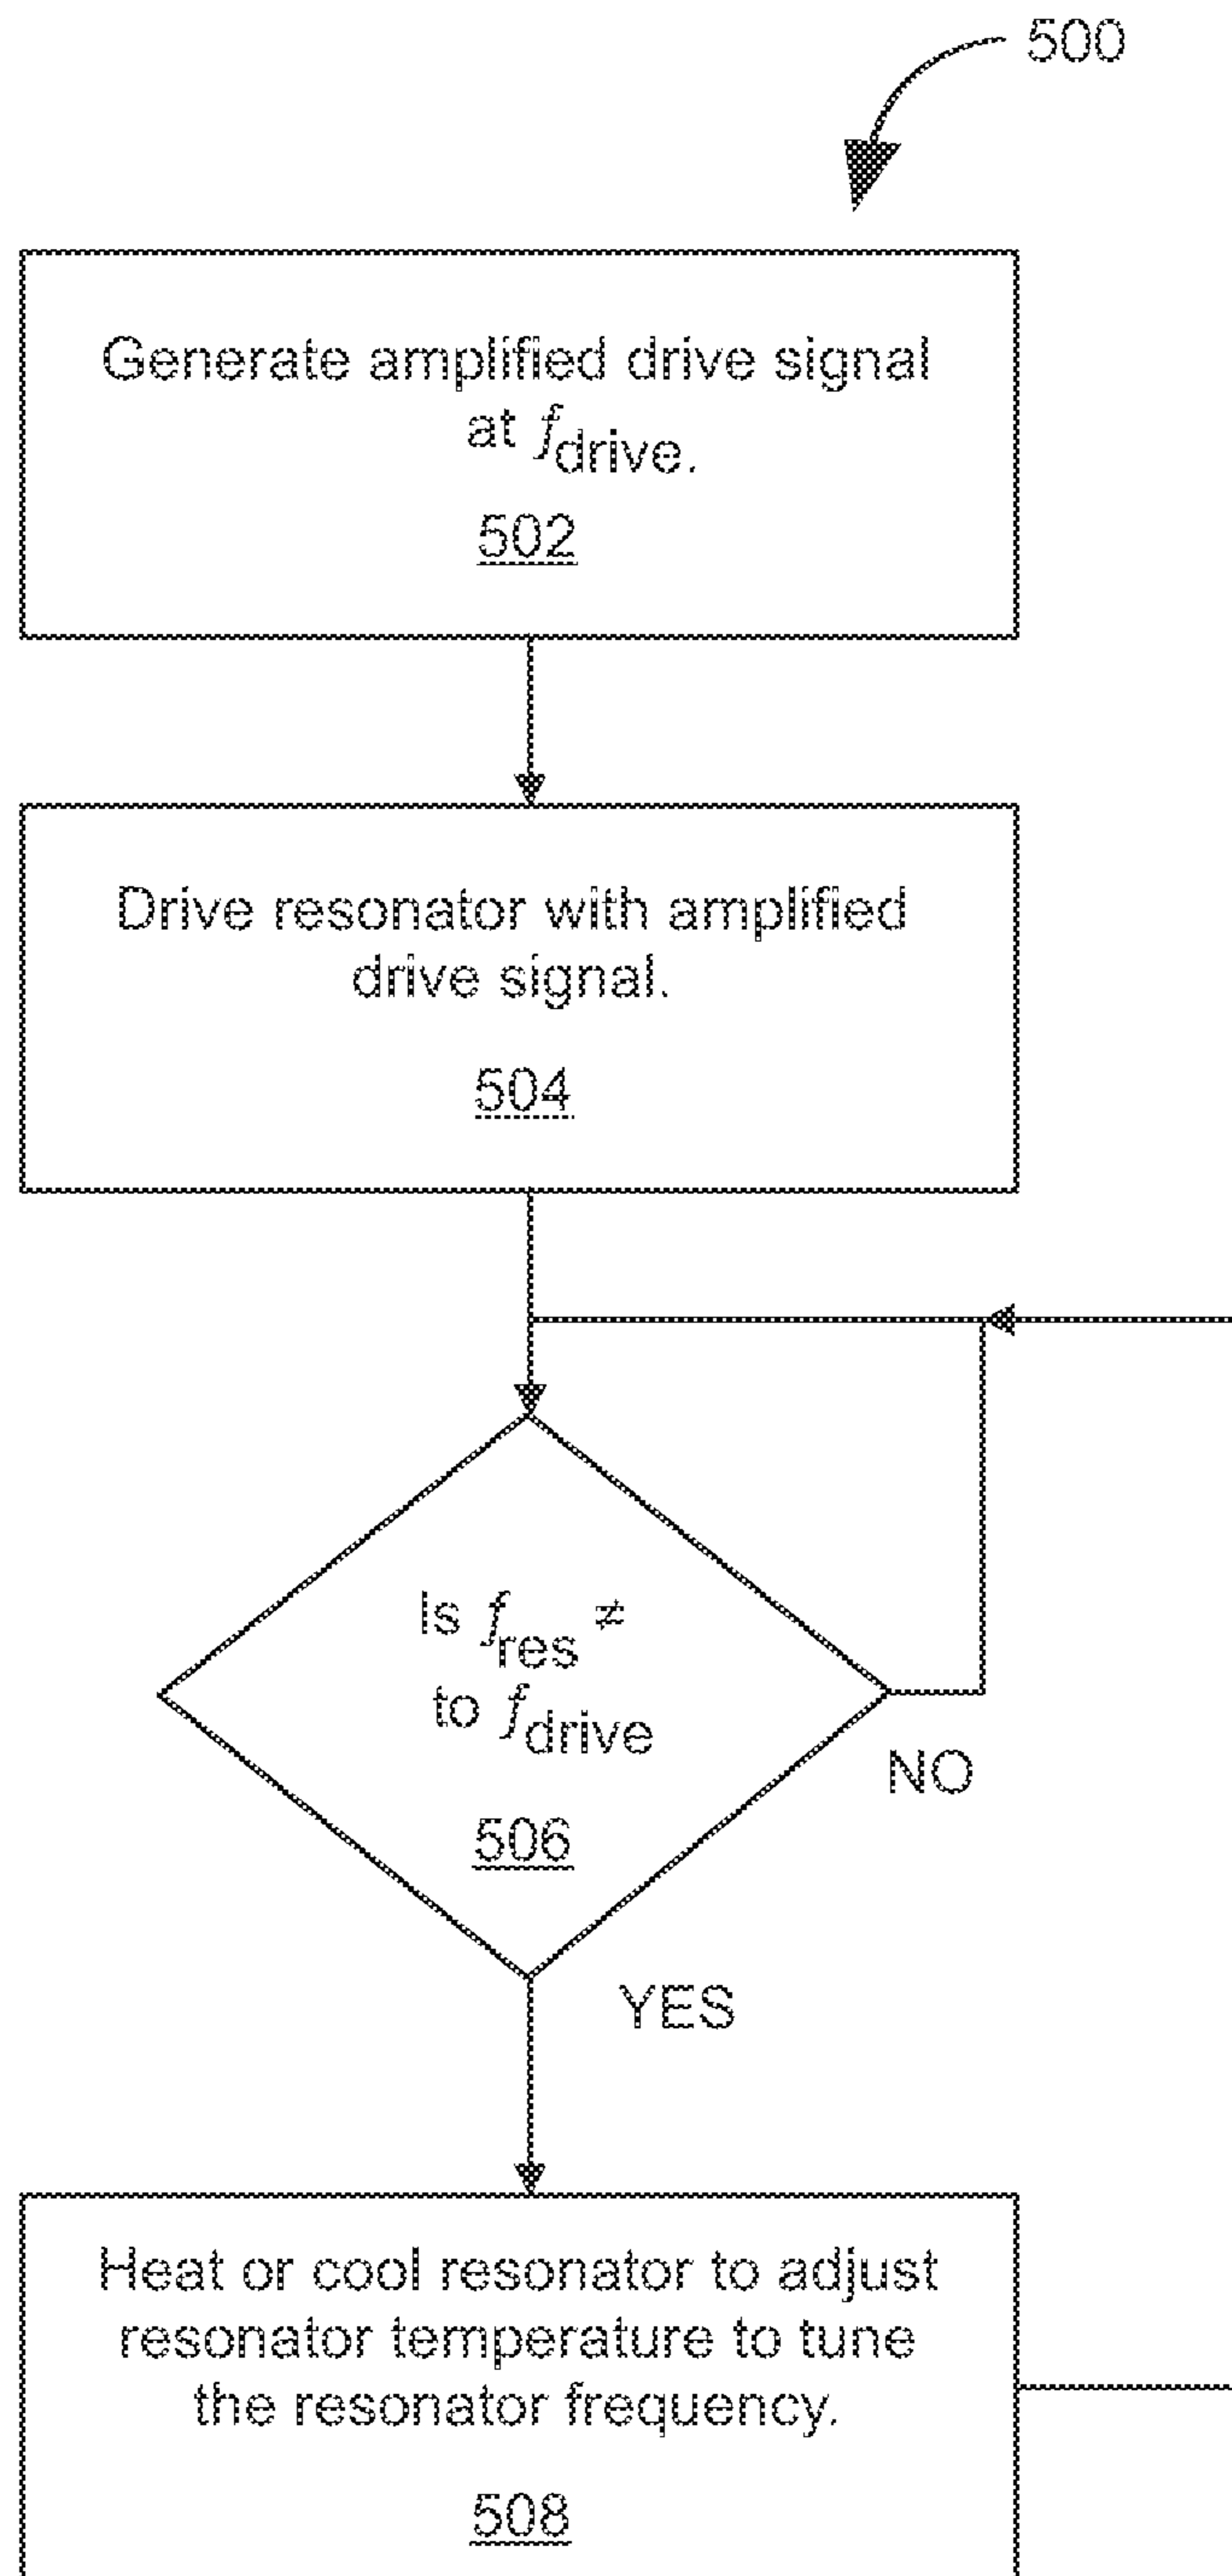 500
Generate amplified drive signal
at fdrive.
502
Drive resonator with amplified
drive signal.
504
Is fres ≠
to fdrive
506
NO
YES
Heat or cool resonator to adjust
resonator temperature to tune
the resonator frequency.
508